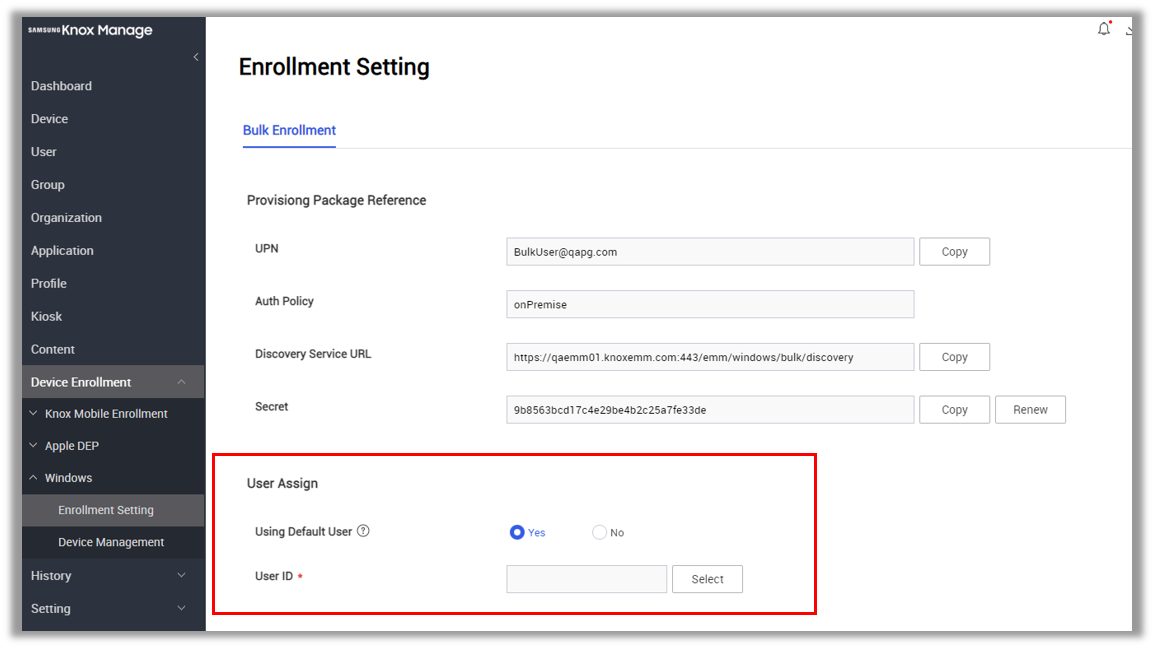 SAMSUNG Knox Manage
Dashboard
Device
User
Group
Organization
Application
Profile
Kiosk
Content
Device Enrollment
Knox Mobile Enrollment
Apple DEP
Windows
Enrollment Setting
Device Management
History
Setting
Enrollment Setting
Bulk Enrollment
Provisiong Package Reference
UPN
BulkUser@qapg.com
Copy
Auth Policy
onPremise
Discovery Service URL
https://qaemm01.knoxemm.com:443/emm/windows/bulk/discovery
Copy
Secret
9b8563bcd17c4e29be4b2c25a7fe33de
Copy
Renew
User Assign
Using Default User ?
Yes
No
User ID *
Select